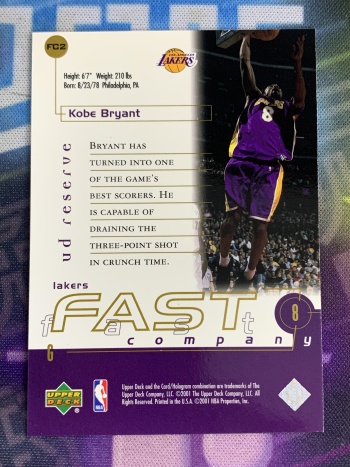 FC2
LOS ANGELES
LAKERS
Height: 6'7" Weight: 210 lbs
Born: 8/23/78 Philadelphia, PA
Kobe Bryant
ud reserve
BRYANT HAS
TURNED INTO ONE
OF THE GAME'S
BEST SCORERS. HE
IS CAPABLE OF
DRAINING THE
THREE-POINT SHOT
IN CRUNCH TIME.
8
lakers
FAST
fast
8
8
company
UPPER
DECK
NBA
Upper Deck and the Card/Hologram combination are trademarks of The
Upper Deck Company, LLC. ©2001 The Upper Deck Company, LLC. All
Rights Reserved. Printed in the U.S.A. ©2001 NBA Properties, Inc.